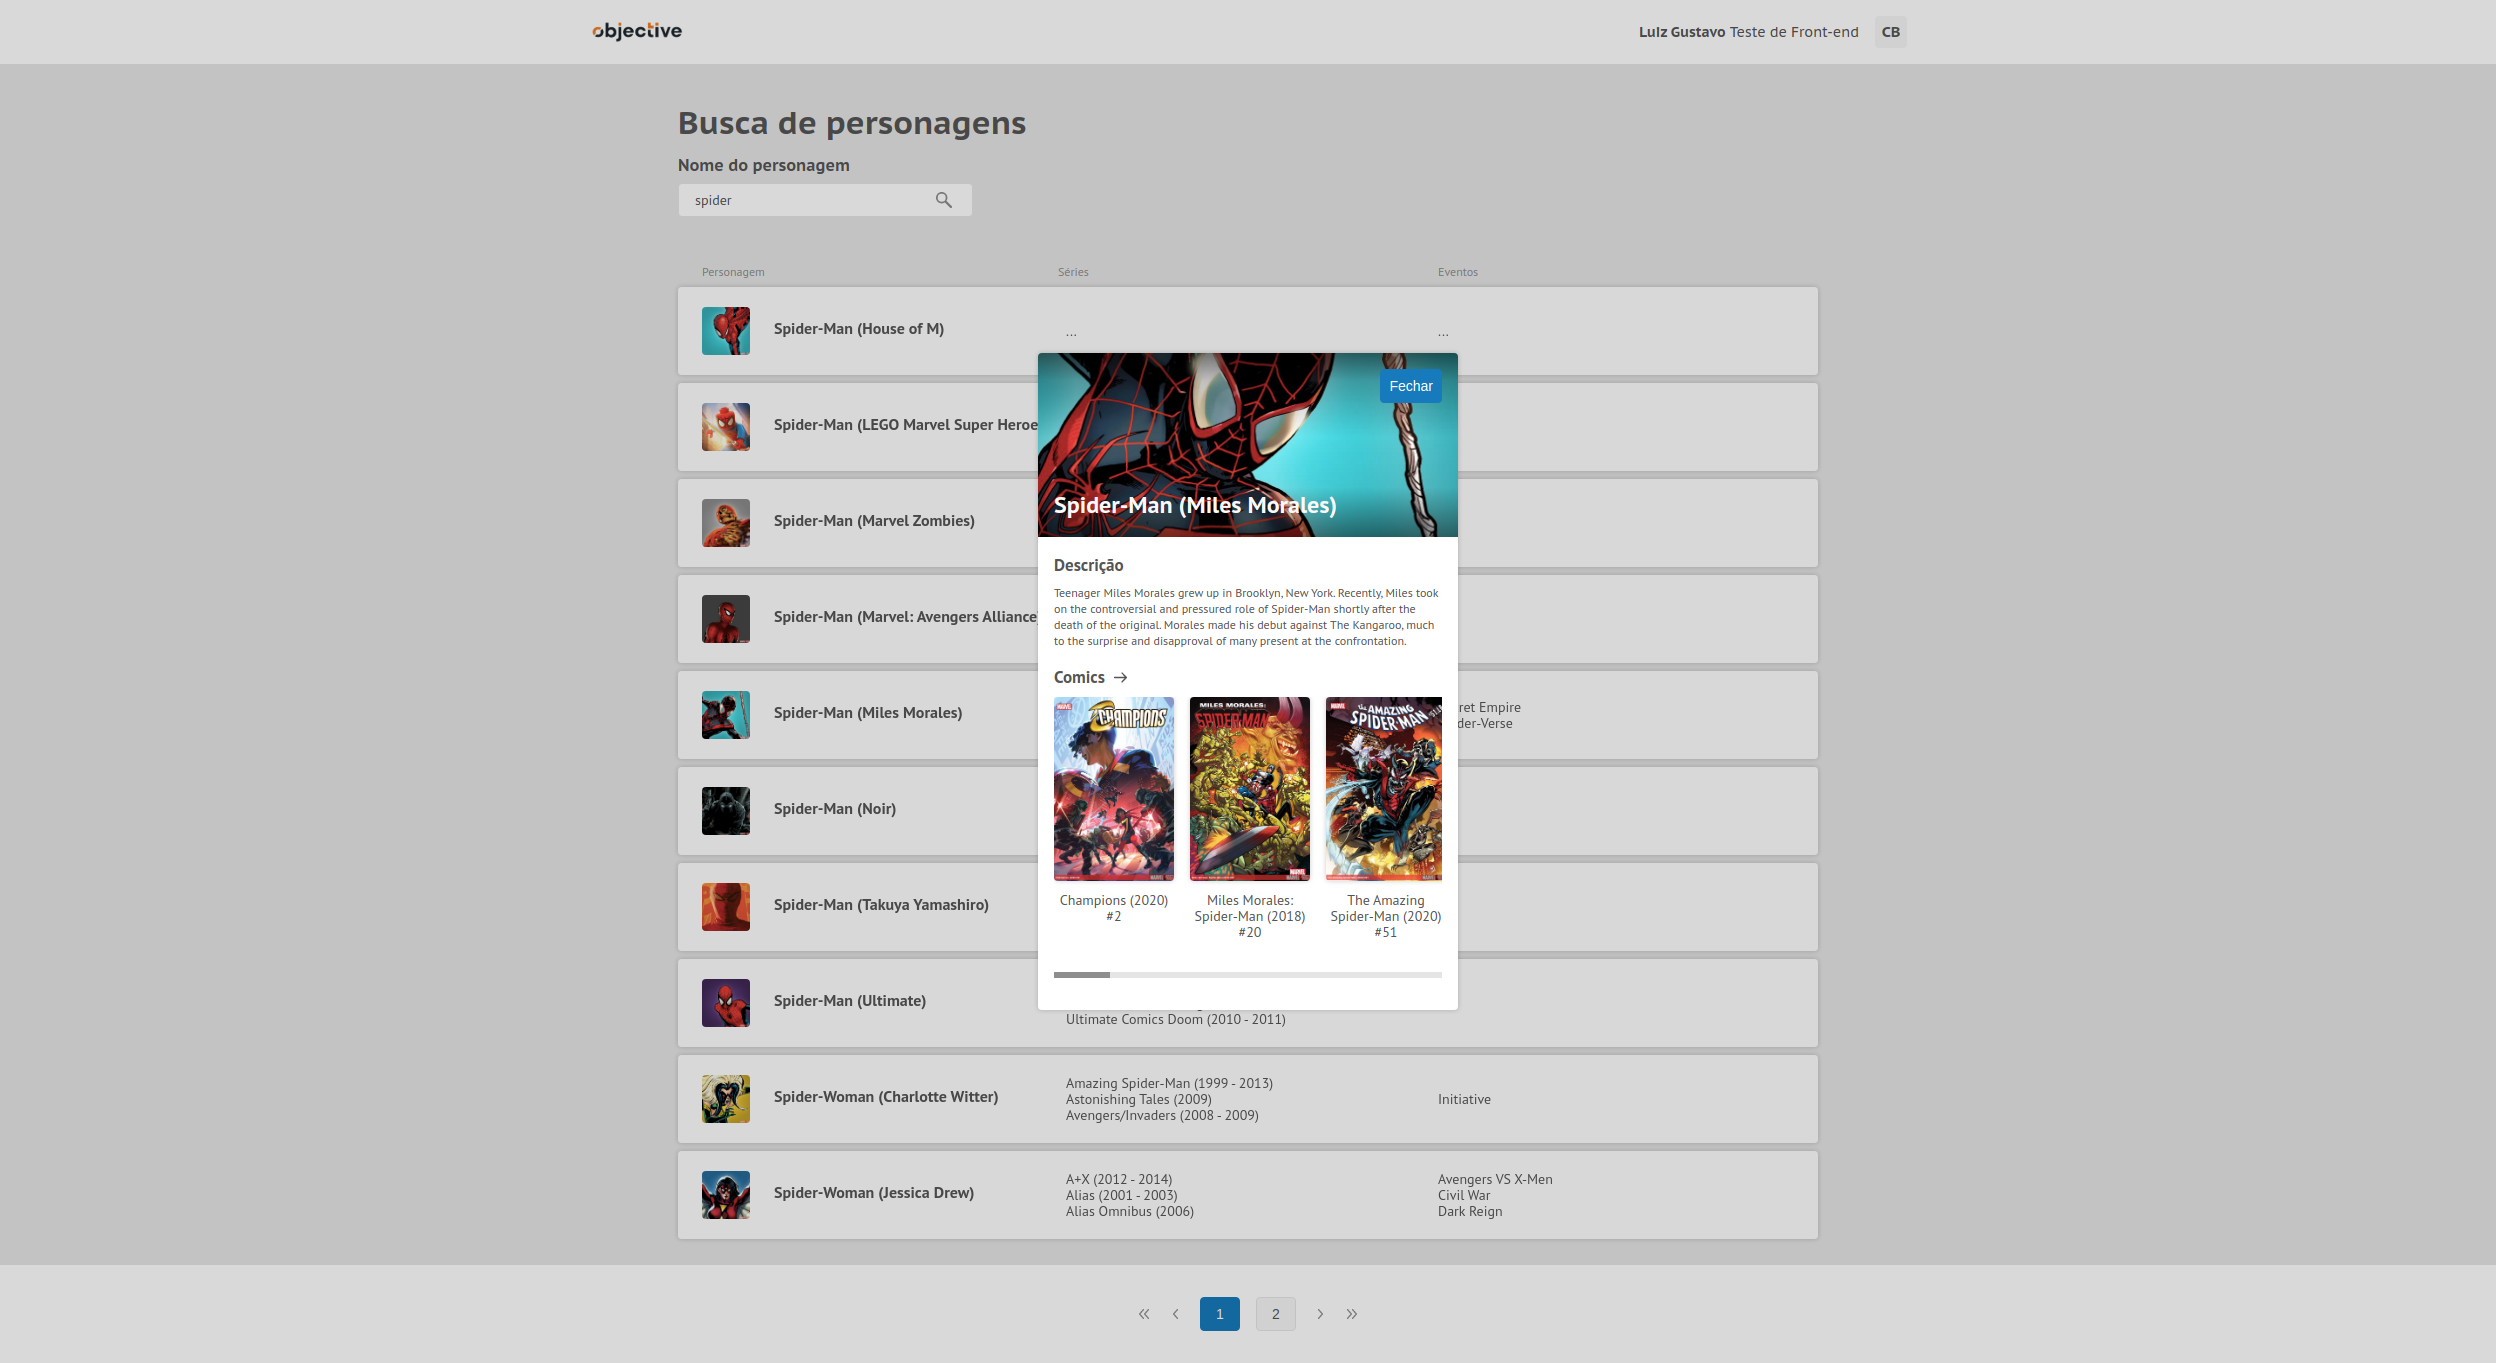 objective
Luiz Gustavo Teste de Front-end CB
Busca de personagens
Nome do personagem
spider
Personagem Séries Eventos
Spider-Man (House of M) ... ...
Spider-Man (LEGO Marvel Super Heroe
Spider-Man (Marvel Zombies)
Spider-Man (Marvel: Avengers Alliance)
Spider-Man (Miles Morales)
ret Empire
der-Verse
Spider-Man (Noir)
Spider-Man (Takuya Yamashiro)
Spider-Man (Ultimate)
Ultimate Comics Doom (2010 - 2011)
Spider-Woman (Charlotte Witter)
Amazing Spider-Man (1999 - 2013)
Astonishing Tales (2009)
Avengers/Invaders (2008 - 2009)
Initiative
Spider-Woman (Jessica Drew)
A+X (2012 - 2014)
Alias (2001 - 2003)
Alias Omnibus (2006)
Avengers VS X-Men
Civil War
Dark Reign
Fechar
Spider-Man (Miles Morales)
Descrição
Teenager Miles Morales grew up in Brooklyn, New York. Recently, Miles took
on the controversial and pressured role of Spider-Man shortly after the
death of the original. Morales made his debut against The Kangaroo, much
to the surprise and disapproval of many present at the confrontation.
Comics →
MARVEL
CHAMPIONS
MILES MORALES:
SPIDER-MAN
MARVEL
MARVEL
the AMAZING
SPIDER-MAN
Champions (2020)
#2
Miles Morales:
Spider-Man (2018)
#20
The Amazing
Spider-Man (2020)
#51
« ‹ 1 2 › »